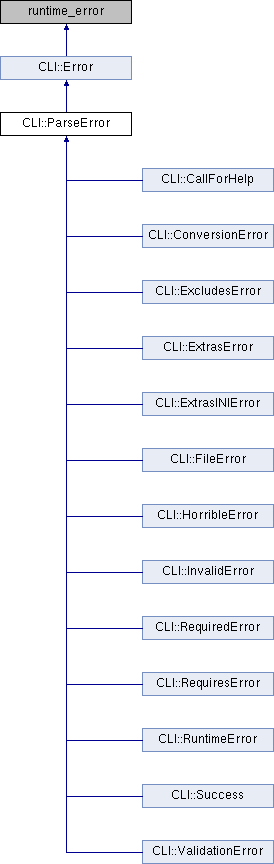 runtime_error
CLI::Error
CLI::ParseError
CLI::CallForHelp
CLI::ConversionError
CLI::ExcludesError
CLI::ExtrasError
CLI::ExtrasINIError
CLI::FileError
CLI::HorribleError
CLI::InvalidError
CLI::RequiredError
CLI::RequiresError
CLI::RuntimeError
CLI::Success
CLI::ValidationError